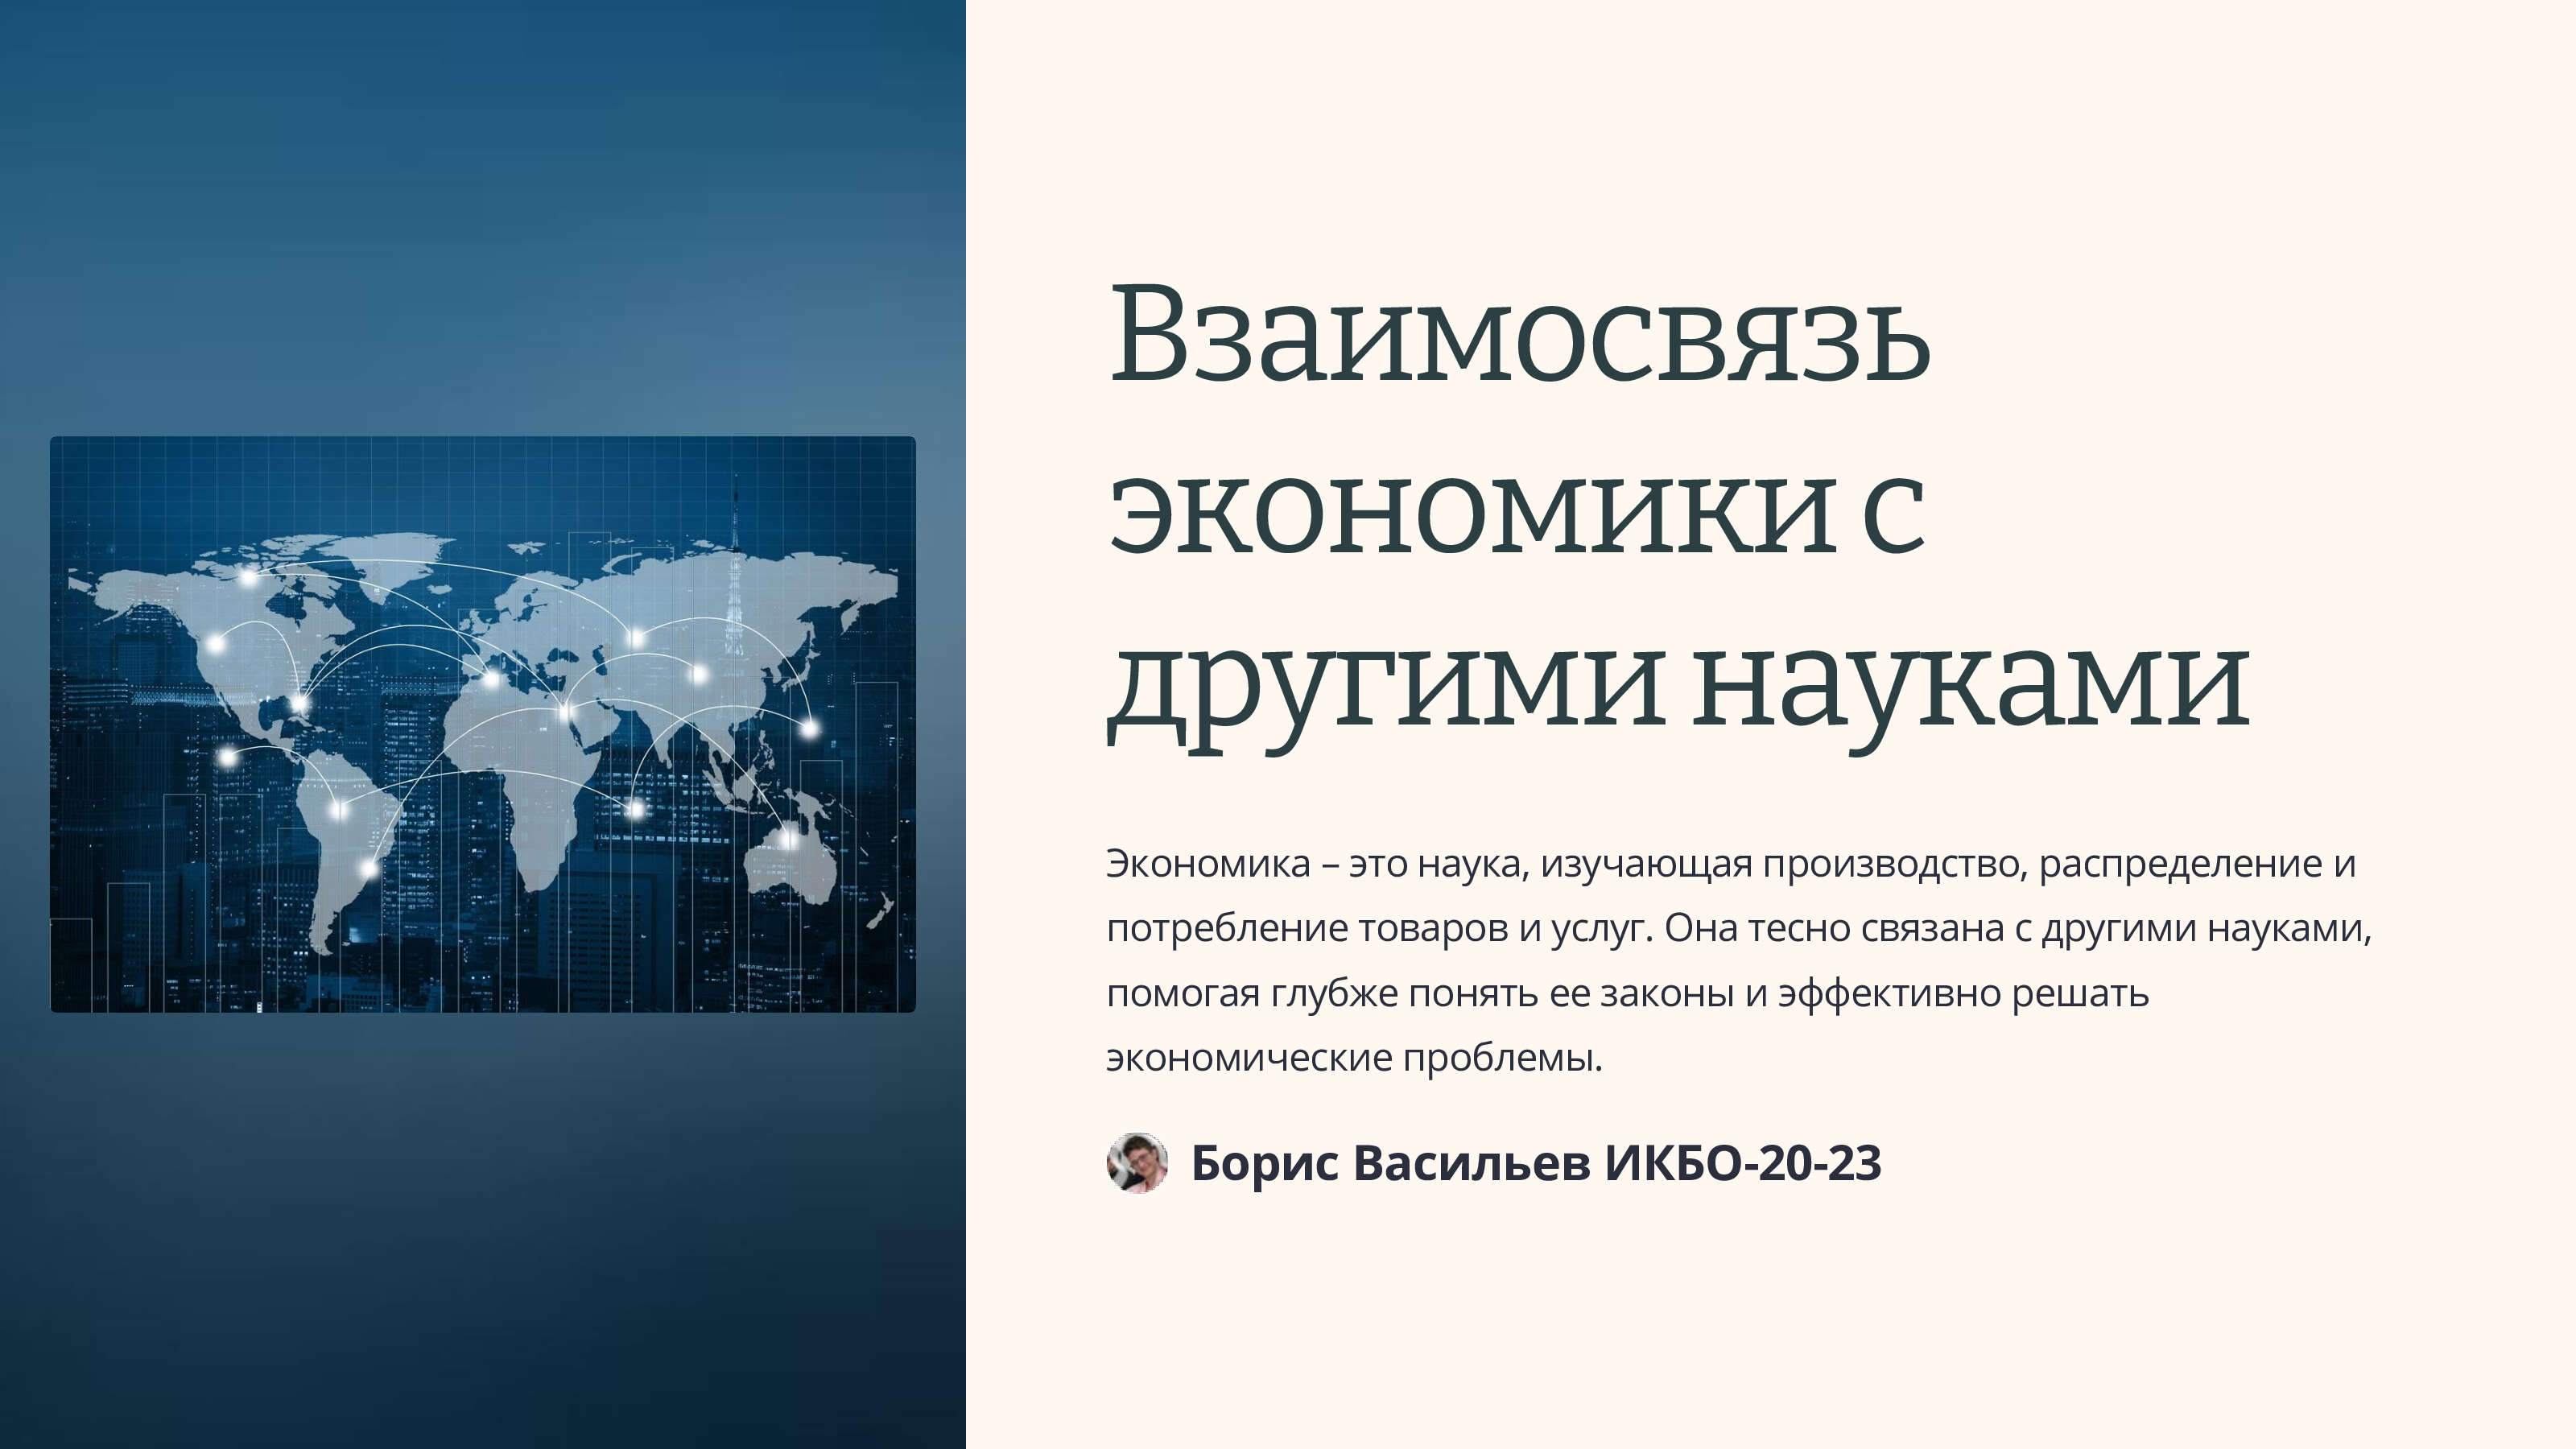 Взаимосвязь
экономики с
другими науками
Экономика – это наука, изучающая производство, распределение и
потребление товаров и услуг. Она тесно связана с другими науками,
помогая глубже понять ее законы и эффективно решать
экономические проблемы.
Борис Васильев ИКБО-20-23